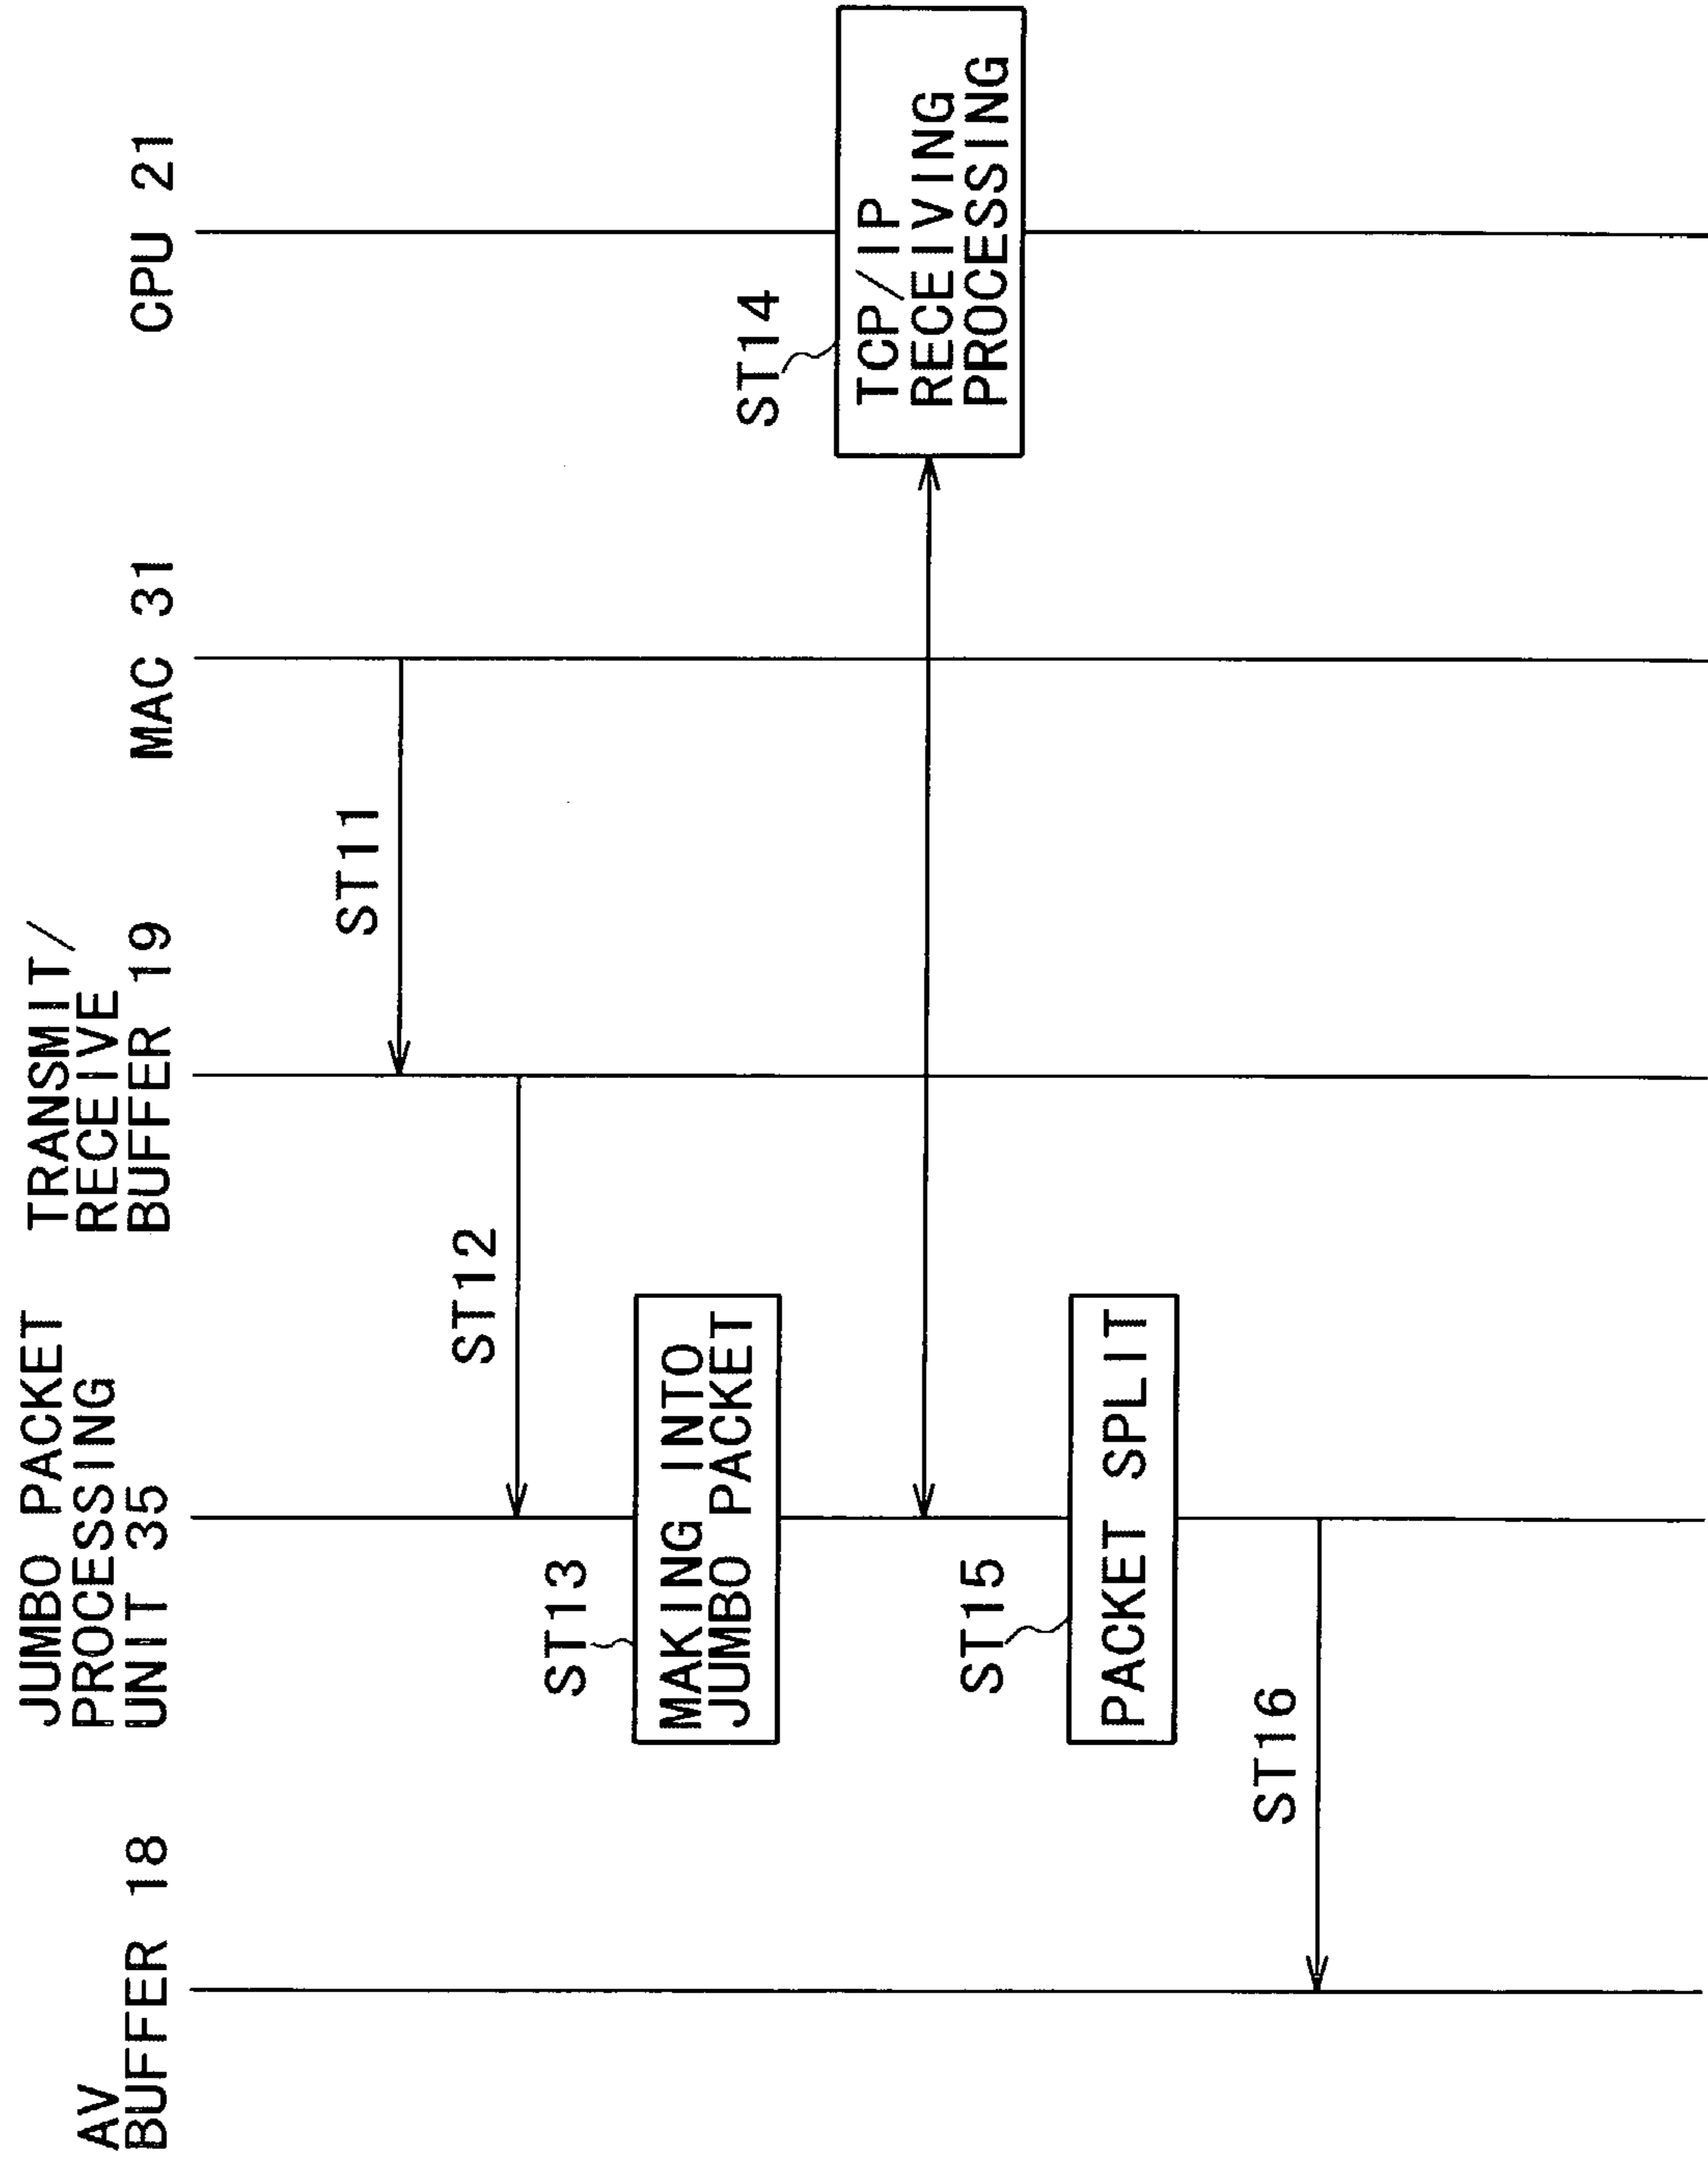 AV
BUFFER 18
JUMBO PACKET
PROCESSING
UNIT 35
TRANSMIT/
RECEIVE
BUFFER 19
MAC 31
CPU 21
ST11
ST12
ST13
MAKING INTO
JUMBO PACKET
ST14
TCP/IP
RECEIVING
PROCESSING
ST15
PACKET SPLIT
ST16